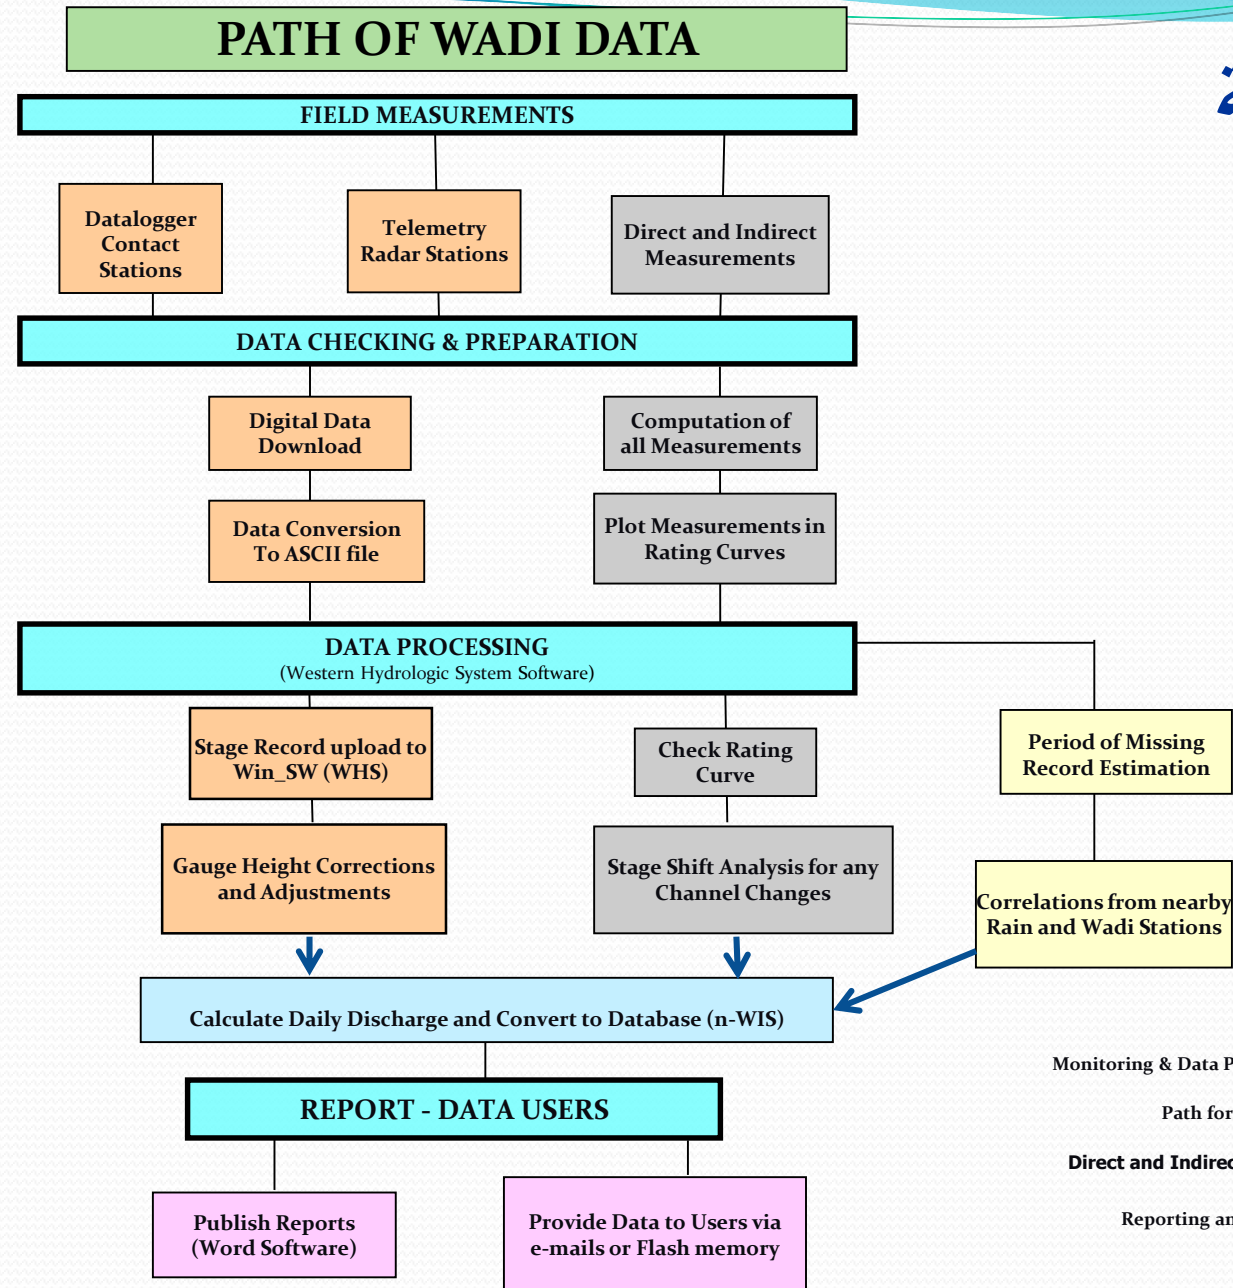 PATH OF WADI DATA
FIELD MEASUREMENTS
Datalogger
Contact
Stations
Telemetry
Radar Stations
Direct and Indirect
Measurements
DATA CHECKING & PREPARATION
Digital Data
Download
Computation of
all Measurements
Data Conversion
To ASCII file
Plot Measurements in
Rating Curves
DATA PROCESSING
(Western Hydrologic System Software)
Stage Record upload to
Win_SW (WHS)
Check Rating
Curve
Period of Missing
Record Estimation
Gauge Height Corrections
and Adjustments
Stage Shift Analysis for any
Channel Changes
Correlations from nearby
Rain and Wadi Stations
Calculate Daily Discharge and Convert to Database (n-WIS)
Monitoring & Data P
REPORT - DATA USERS
Path for
Direct and Indirec
Publish Reports
(Word Software)
Provide Data to Users via
e-mails or Flash memory
Reporting an